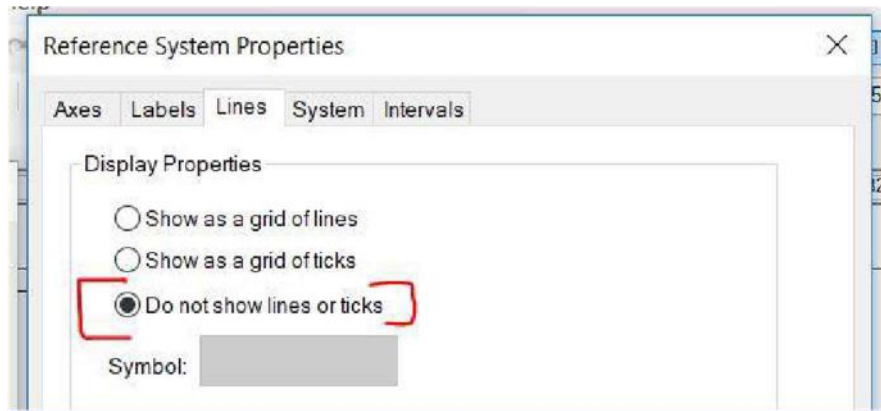 Help
Reference System Properties
Axes Labels Lines System Intervals
Display Properties
Show as a grid of lines
Show as a grid of ticks
Do not show lines or ticks
Symbol: